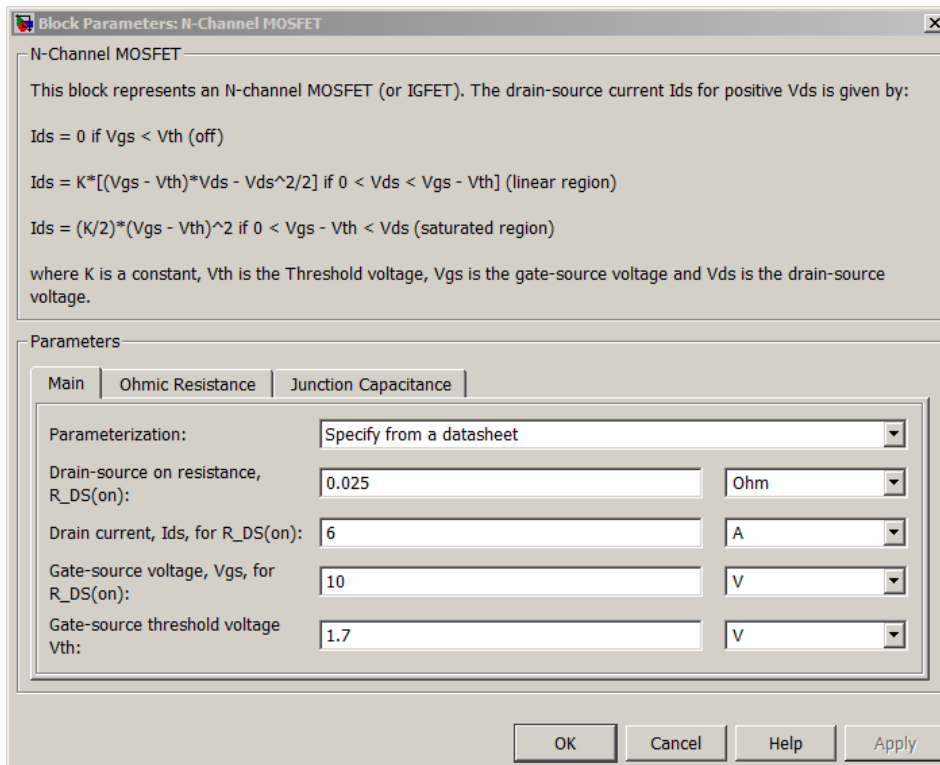 Block Parameters: N-Channel MOSFET
N-Channel MOSFET
This block represents an N-channel MOSFET (or IGFET). The drain-source current Ids for positive Vds is given by:
Ids = 0 if Vgs < Vth (off)
Ids = K*[(Vgs - Vth)*Vds - Vds^2/2] if 0 < Vds < Vgs - Vth] (linear region)
Ids = (K/2)*(Vgs - Vth)^2 if 0 < Vgs - Vth < Vds (saturated region)
where K is a constant, Vth is the Threshold voltage, Vgs is the gate-source voltage and Vds is the drain-source
voltage.
Parameters
Main Ohmic Resistance Junction Capacitance
Parameterization: Specify from a datasheet
Drain-source on resistance,
R_DS(on): 0.025 Ohm
Drain current, Ids, for R_DS(on): 6 A
Gate-source voltage, Vgs, for
R_DS(on): 10 V
Gate-source threshold voltage
Vth: 1.7 V
OK Cancel Help Apply